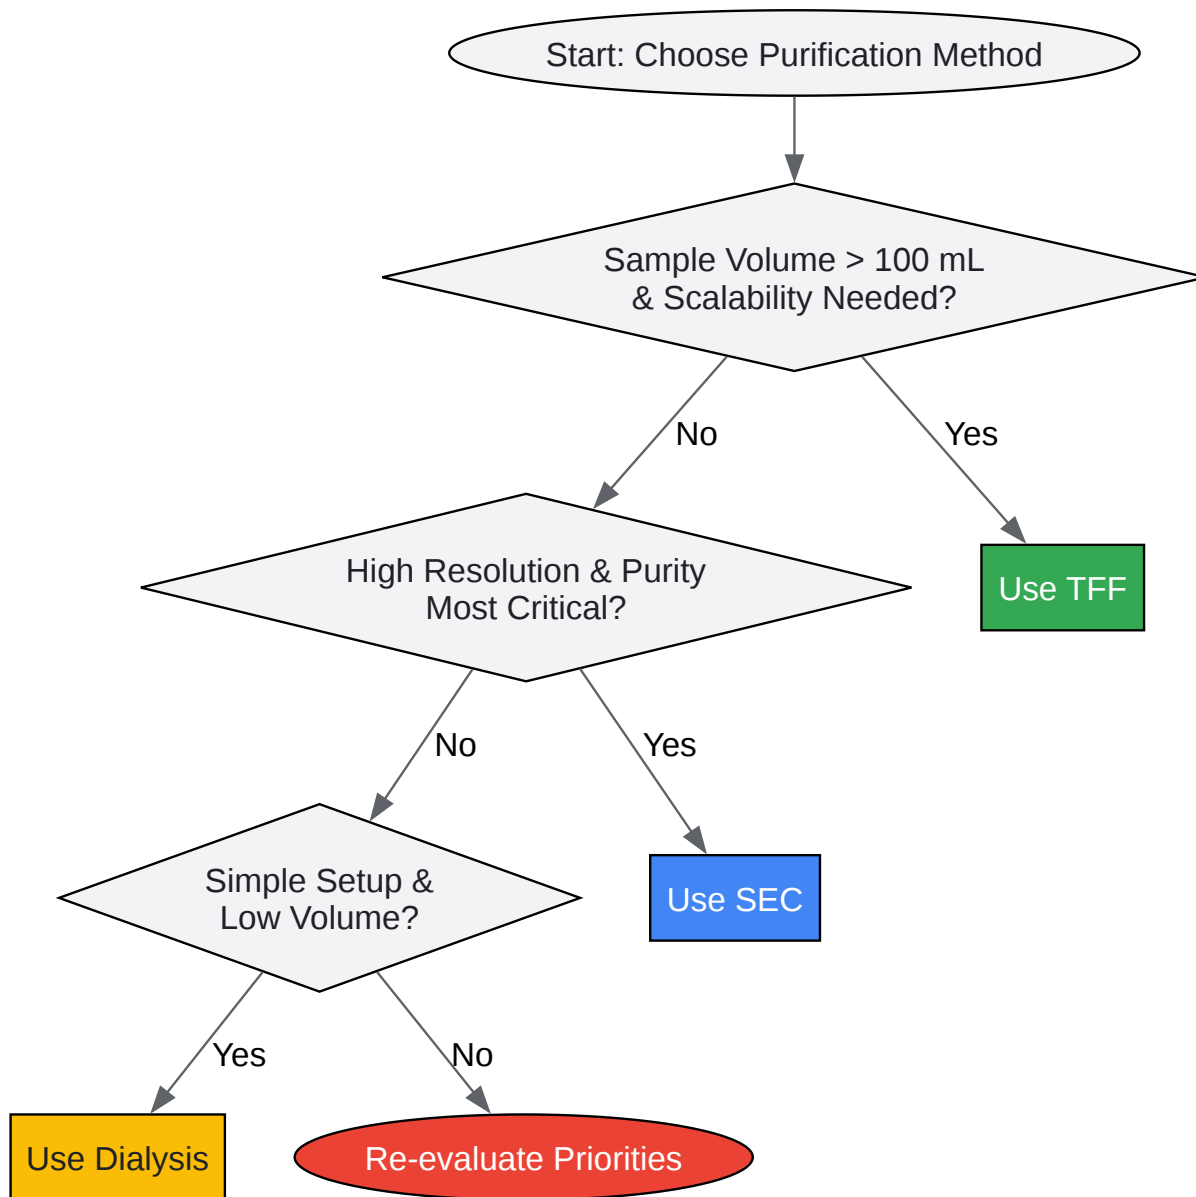 Start: Choose Purification Method
Sample Volume > 100 mL
& Scalability Needed?
No
Yes
High Resolution & Purity
Most Critical?
Use TFF
No
Yes
Simple Setup &
Low Volume?
Use SEC
Yes
No
Use Dialysis
Re-evaluate Priorities